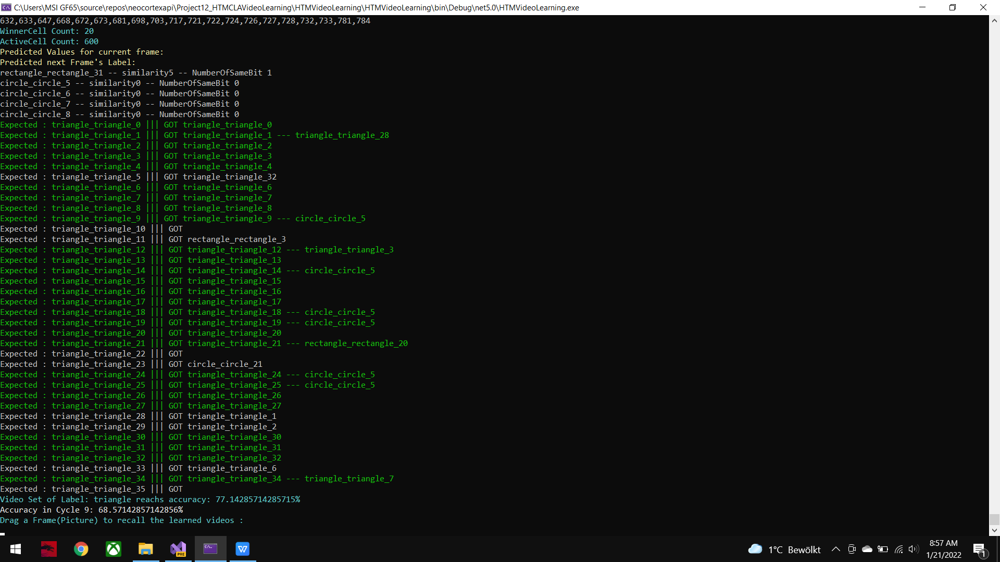 C:\Users\MSI GF65\source\repos\neocortexapi\Project12_HTMCLAVideoLearning\HTMVideoLearning\HTMVideoLearning\bin\Debug\net5.0\HTMVideoLearning.exe
632,633,647,668,672,673,681,698,703,717,721,722,724,726,727,728,732,733,781,784
WinnerCell Count: 20
ActiveCell Count: 600
Predicted Values for current frame:
Predicted next Frame's Label:
rectangle_rectangle_31 -- similarity5 -- NumberOfSameBit 1
circle_circle_5 -- similarity0 -- NumberOfSameBit 0
circle_circle_6 -- similarity0 -- NumberOfSameBit 0
circle_circle_7 -- similarity0 -- NumberOfSameBit 0
circle_circle_8 -- similarity0 -- NumberOfSameBit 0
Expected : triangle_triangle_0 ||| GOT triangle_triangle_0
Expected : triangle_triangle_1 ||| GOT triangle_triangle_1 --- triangle_triangle_28
Expected : triangle_triangle_2 ||| GOT triangle_triangle_2
Expected : triangle_triangle_3 ||| GOT triangle_triangle_3
Expected : triangle_triangle_4 ||| GOT triangle_triangle_4
Expected : triangle_triangle_5 ||| GOT triangle_triangle_32
Expected : triangle_triangle_6 ||| GOT triangle_triangle_6
Expected : triangle_triangle_7 ||| GOT triangle_triangle_7
Expected : triangle_triangle_8 ||| GOT triangle_triangle_8
Expected : triangle_triangle_9 ||| GOT triangle_triangle_9 --- circle_circle_5
Expected : triangle_triangle_10 ||| GOT
Expected : triangle_triangle_11 ||| GOT rectangle_rectangle_3
Expected : triangle_triangle_12 ||| GOT triangle_triangle_12 --- triangle_triangle_3
Expected : triangle_triangle_13 ||| GOT triangle_triangle_13
Expected : triangle_triangle_14 ||| GOT triangle_triangle_14 --- circle_circle_5
Expected : triangle_triangle_15 ||| GOT triangle_triangle_15
Expected : triangle_triangle_16 ||| GOT triangle_triangle_16
Expected : triangle_triangle_17 ||| GOT triangle_triangle_17
Expected : triangle_triangle_18 ||| GOT triangle_triangle_18 --- circle_circle_5
Expected : triangle_triangle_19 ||| GOT triangle_triangle_19 --- circle_circle_5
Expected : triangle_triangle_20 ||| GOT triangle_triangle_20
Expected : triangle_triangle_21 ||| GOT triangle_triangle_21 --- rectangle_rectangle_20
Expected : triangle_triangle_22 ||| GOT
Expected : triangle_triangle_23 ||| GOT circle_circle_21
Expected : triangle_triangle_24 ||| GOT triangle_triangle_24 --- circle_circle_5
Expected : triangle_triangle_25 ||| GOT triangle_triangle_25 --- circle_circle_5
Expected : triangle_triangle_26 ||| GOT triangle_triangle_26
Expected : triangle_triangle_27 ||| GOT triangle_triangle_27
Expected : triangle_triangle_28 ||| GOT triangle_triangle_1
Expected : triangle_triangle_29 ||| GOT triangle_triangle_2
Expected : triangle_triangle_30 ||| GOT triangle_triangle_30
Expected : triangle_triangle_31 ||| GOT triangle_triangle_31
Expected : triangle_triangle_32 ||| GOT triangle_triangle_32
Expected : triangle_triangle_33 ||| GOT triangle_triangle_6
Expected : triangle_triangle_34 ||| GOT triangle_triangle_34 --- triangle_triangle_7
Expected : triangle_triangle_35 ||| GOT
Video Set of Label: triangle reachs accuracy: 77.14285714285715%
Accuracy in Cycle 9: 68.57142857142856%
Drag a Frame(Picture) to recall the learned videos :
PRE
C:\_
W
1°C Bewölkt
8:57 AM
1/21/2022
1